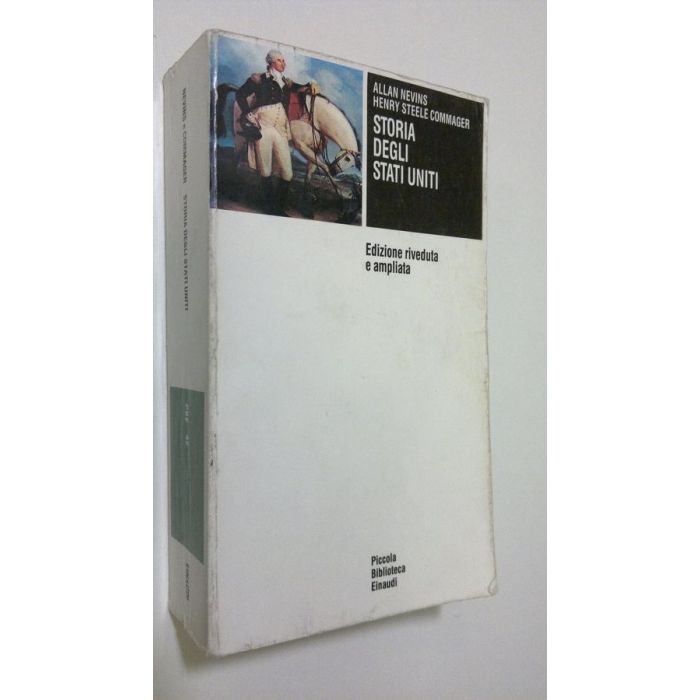 ALLAN NEVINS
HENRY STEELE COMMAGER
STORIA
DEGLI
STATI UNITI
Edizione riveduta
e ampliata
Piccola
Biblioteca
Einaudi
NEVINS e COMMAGER STORIA DEGLI STATI UNITI